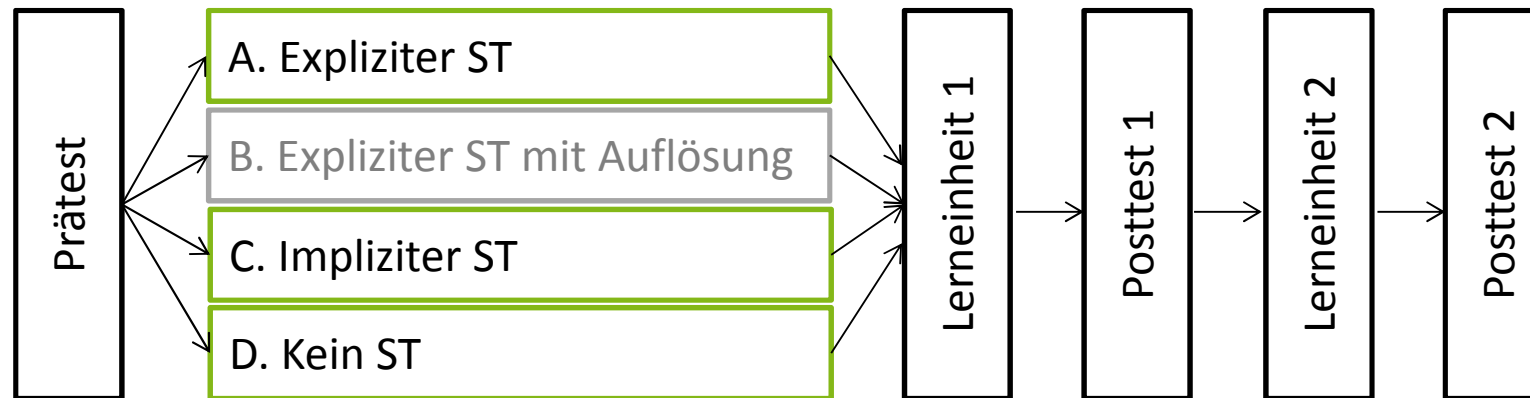 Prätest
A. Expliziter ST
B. Expliziter ST mit Auflösung
C. Impliziter ST
D. Kein ST
Lerneinheit 1
Posttest 1
Lerneinheit 2
Posttest 2